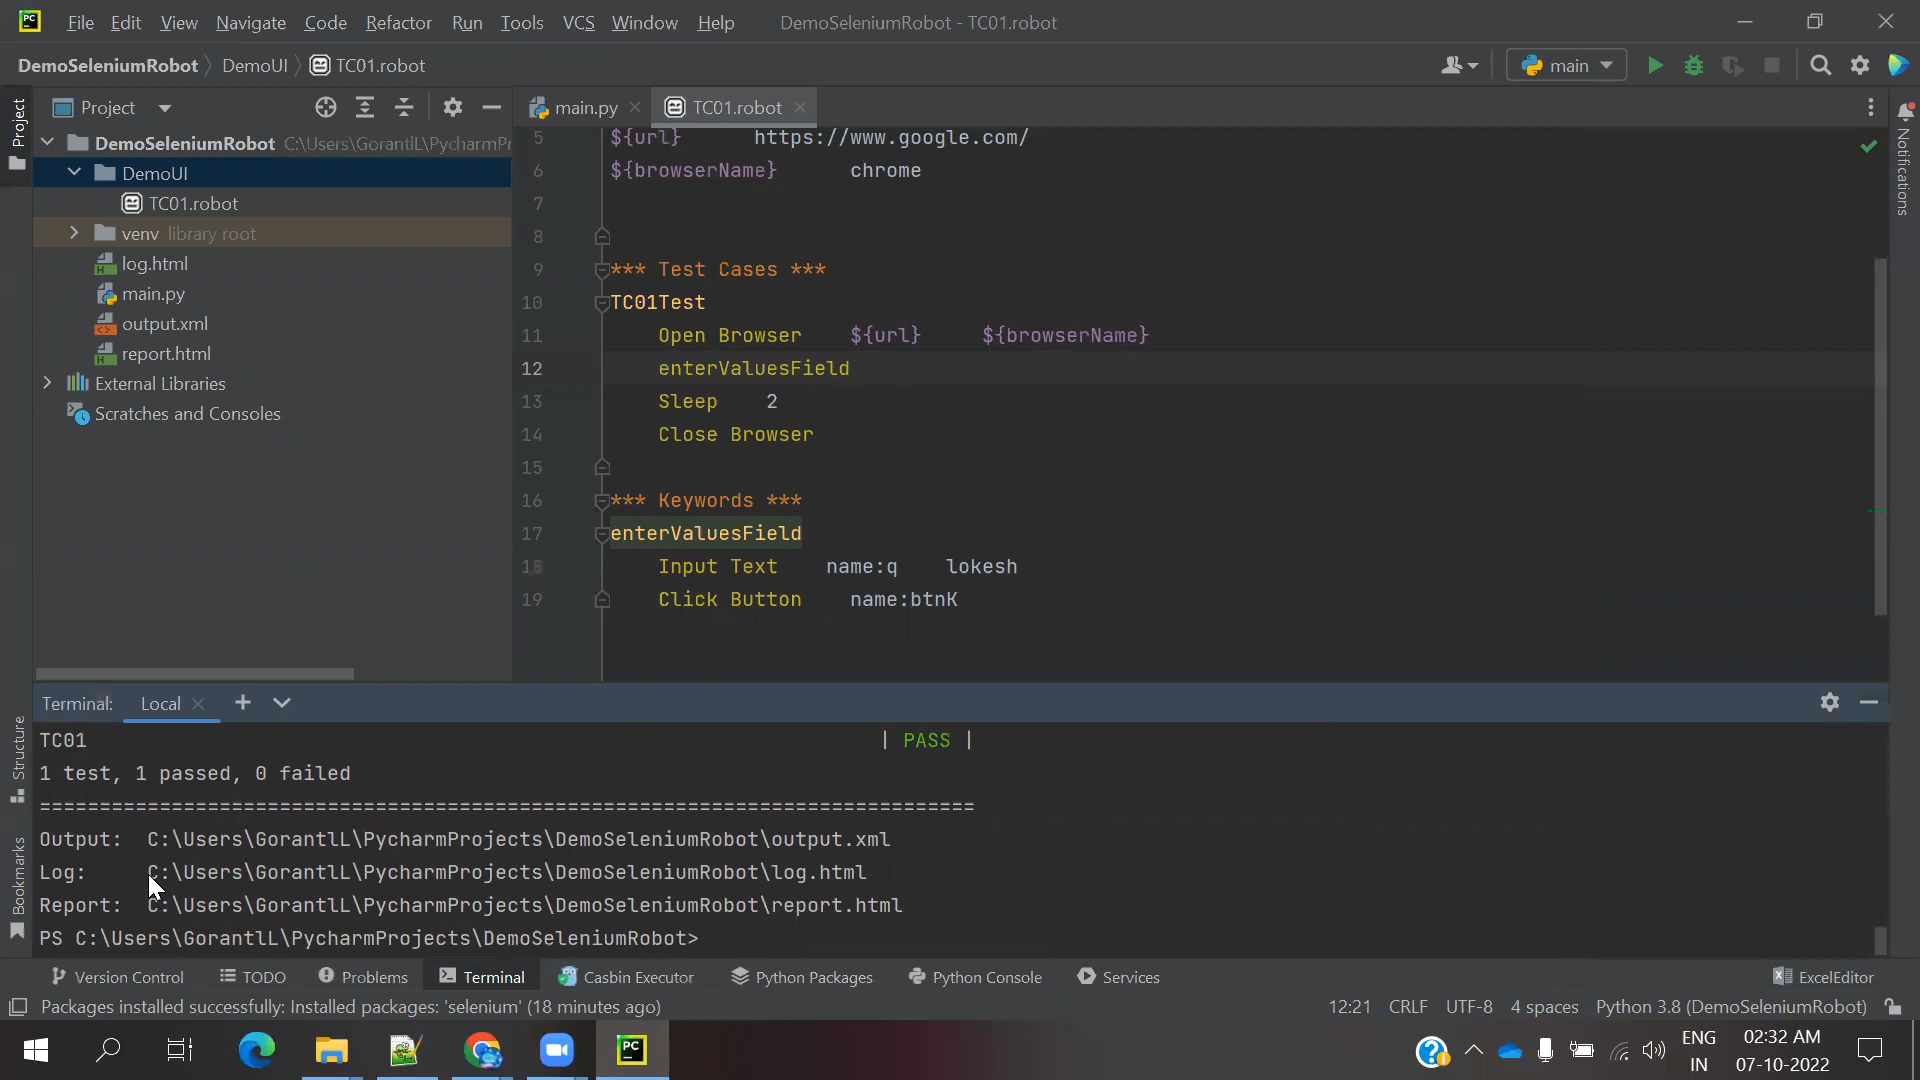 PC File Edit View Navigate Code Refactor Run Tools VCS Window Help DemoSeleniumRobot - TC01.robot
DemoSeleniumRobot DemoUI TC01.robot main
Project
Project
main.py
TC01.robot
DemoSeleniumRobot C:\Users\GorantlL\PycharmPr
DemoUI
TC01.robot
venv library root
log.html
main.py
output.xml
report.html
External Libraries
Scratches and Consoles
5 ${url} https://www.google.com/
6 ${browserName} chrome
7
8
9 *** Test Cases ***
10 TC01Test
11 Open Browser ${url} ${browserName}
12 enterValuesField
13 Sleep 2
14 Close Browser
15
16 *** Keywords ***
17 enterValuesField
18 Input Text name:q lokesh
19 Click Button name:btnK
Notifications
Structure
Bookmarks
Terminal: Local
TC01 | PASS |
1 test, 1 passed, 0 failed
==============================================================================
Output: C:\Users\GorantlL\PycharmProjects\DemoSeleniumRobot\output.xml
Log: C:\Users\GorantlL\PycharmProjects\DemoSeleniumRobot\log.html
Report: C:\Users\GorantlL\PycharmProjects\DemoSeleniumRobot\report.html
PS C:\Users\GorantlL\PycharmProjects\DemoSeleniumRobot>
Version Control TODO Problems Terminal Casbin Executor Python Packages Python Console Services ExcelEditor
Packages installed successfully: Installed packages: 'selenium' (18 minutes ago) 12:21 CRLF UTF-8 4 spaces Python 3.8 (DemoSeleniumRobot)
PC
ENG
IN
02:32 AM
07-10-2022